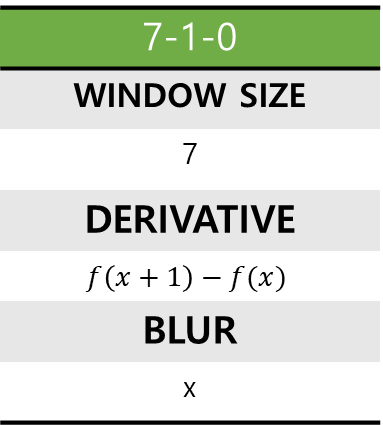 7-1-0
WINDOW SIZE
7
DERIVATIVE
f(x + 1) − f(x)
BLUR
x